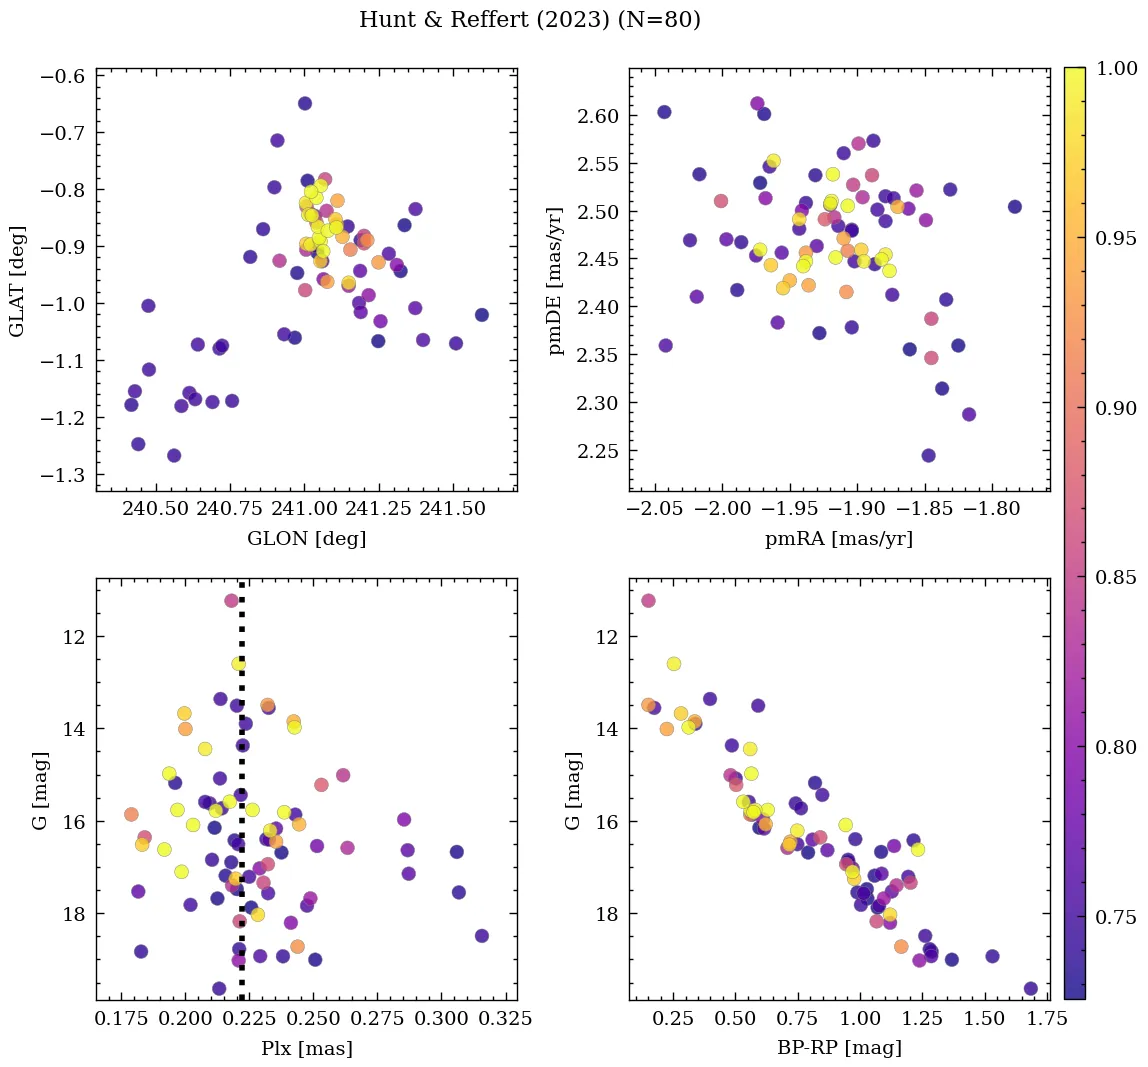 Hunt & Reffert (2023) (N=80)
−0.6
−0.7
−0.8
−0.9
−1.0
−1.1
−1.2
−1.3
GLAT [deg]
240.50 240.75 241.00 241.25 241.50
GLON [deg]
2.60
2.55
2.50
2.45
2.40
2.35
2.30
2.25
pmDE [mas/yr]
−2.05 −2.00 −1.95 −1.90 −1.85 −1.80
pmRA [mas/yr]
12
14
16
18
G [mag]
0.175 0.200 0.225 0.250 0.275 0.300 0.325
Plx [mas]
12
14
16
18
G [mag]
0.25 0.50 0.75 1.00 1.25 1.50 1.75
BP-RP [mag]
1.00
0.95
0.90
0.85
0.80
0.75